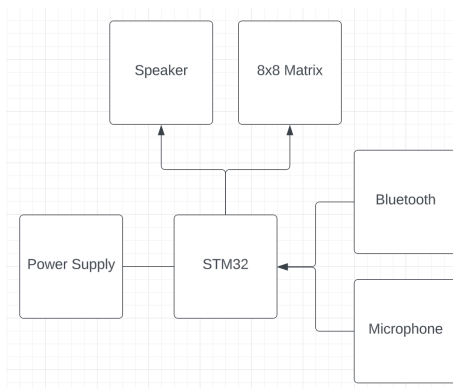 Speaker
8x8 Matrix
Bluetooth
Power Supply
STM32
Microphone